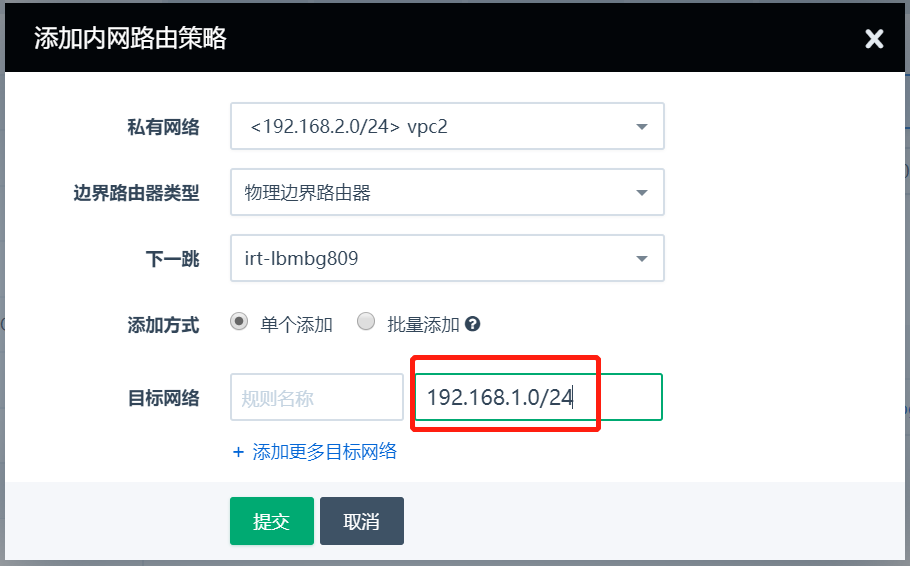 添加内网路由策略
私有网络 <192.168.2.0/24> vpc2
边界路由器类型 物理边界路由器
下一跳 irt-lbmbg809
添加方式 单个添加 批量添加
目标网络 规则名称 192.168.1.0/24
+ 添加更多目标网络
提交 取消